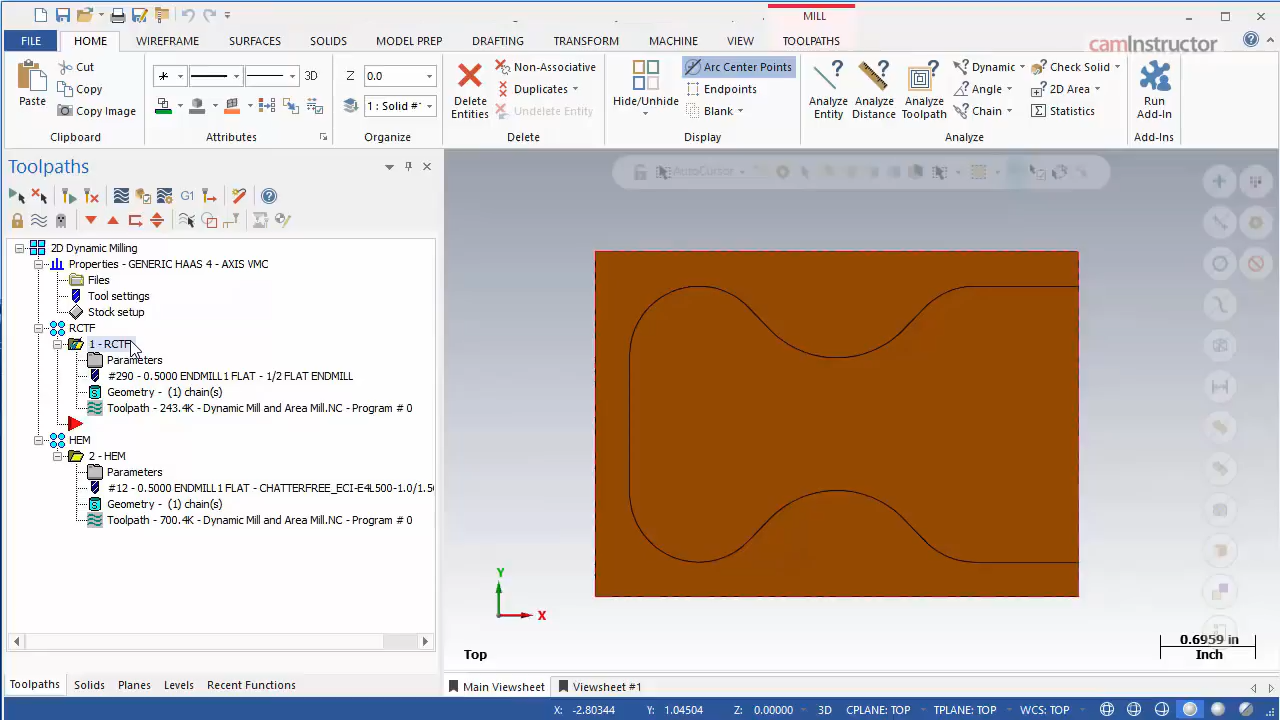 MILL
FILE HOME WIREFRAME SURFACES SOLIDS MODEL PREP DRAFTING TRANSFORM MACHINE VIEW TOOLPATHS
camInstructor
Paste
Cut
Copy
Copy Image
Clipboard
3D
Attributes
Z 0.0
1 : Solid #
Organize
Delete Entities
Non-Associative
Duplicates
Undelete Entity
Delete
Hide/Unhide
Arc Center Points
Endpoints
Blank
Display
Analyze Entity
Analyze Distance
Analyze Toolpath
Dynamic
Angle
Chain
Check Solid
2D Area
Statistics
Analyze
Run Add-In
Add-Ins
Toolpaths
G1
AutoCursor
2D Dynamic Milling
Properties - GENERIC HAAS 4 - AXIS VMC
Files
Tool settings
Stock setup
RCTF
1 - RCTF
Parameters
#290 - 0.5000 ENDMILL1 FLAT - 1/2 FLAT ENDMILL
Geometry - (1) chain(s)
Toolpath - 243.4K - Dynamic Mill and Area Mill.NC - Program # 0
HEM
2 - HEM
Parameters
#12 - 0.5000 ENDMILL1 FLAT - CHATTERFREE_ECI-E4L500-1.0/1.5
Geometry - (1) chain(s)
Toolpath - 700.4K - Dynamic Mill and Area Mill.NC - Program # 0
Y
X
Top
0.6959 in
Inch
Toolpaths Solids Planes Levels Recent Functions
Main Viewsheet Viewsheet #1
X: -2.80344 Y: 1.04504 Z: 0.00000 3D CPLANE: TOP TPLANE: TOP WCS: TOP